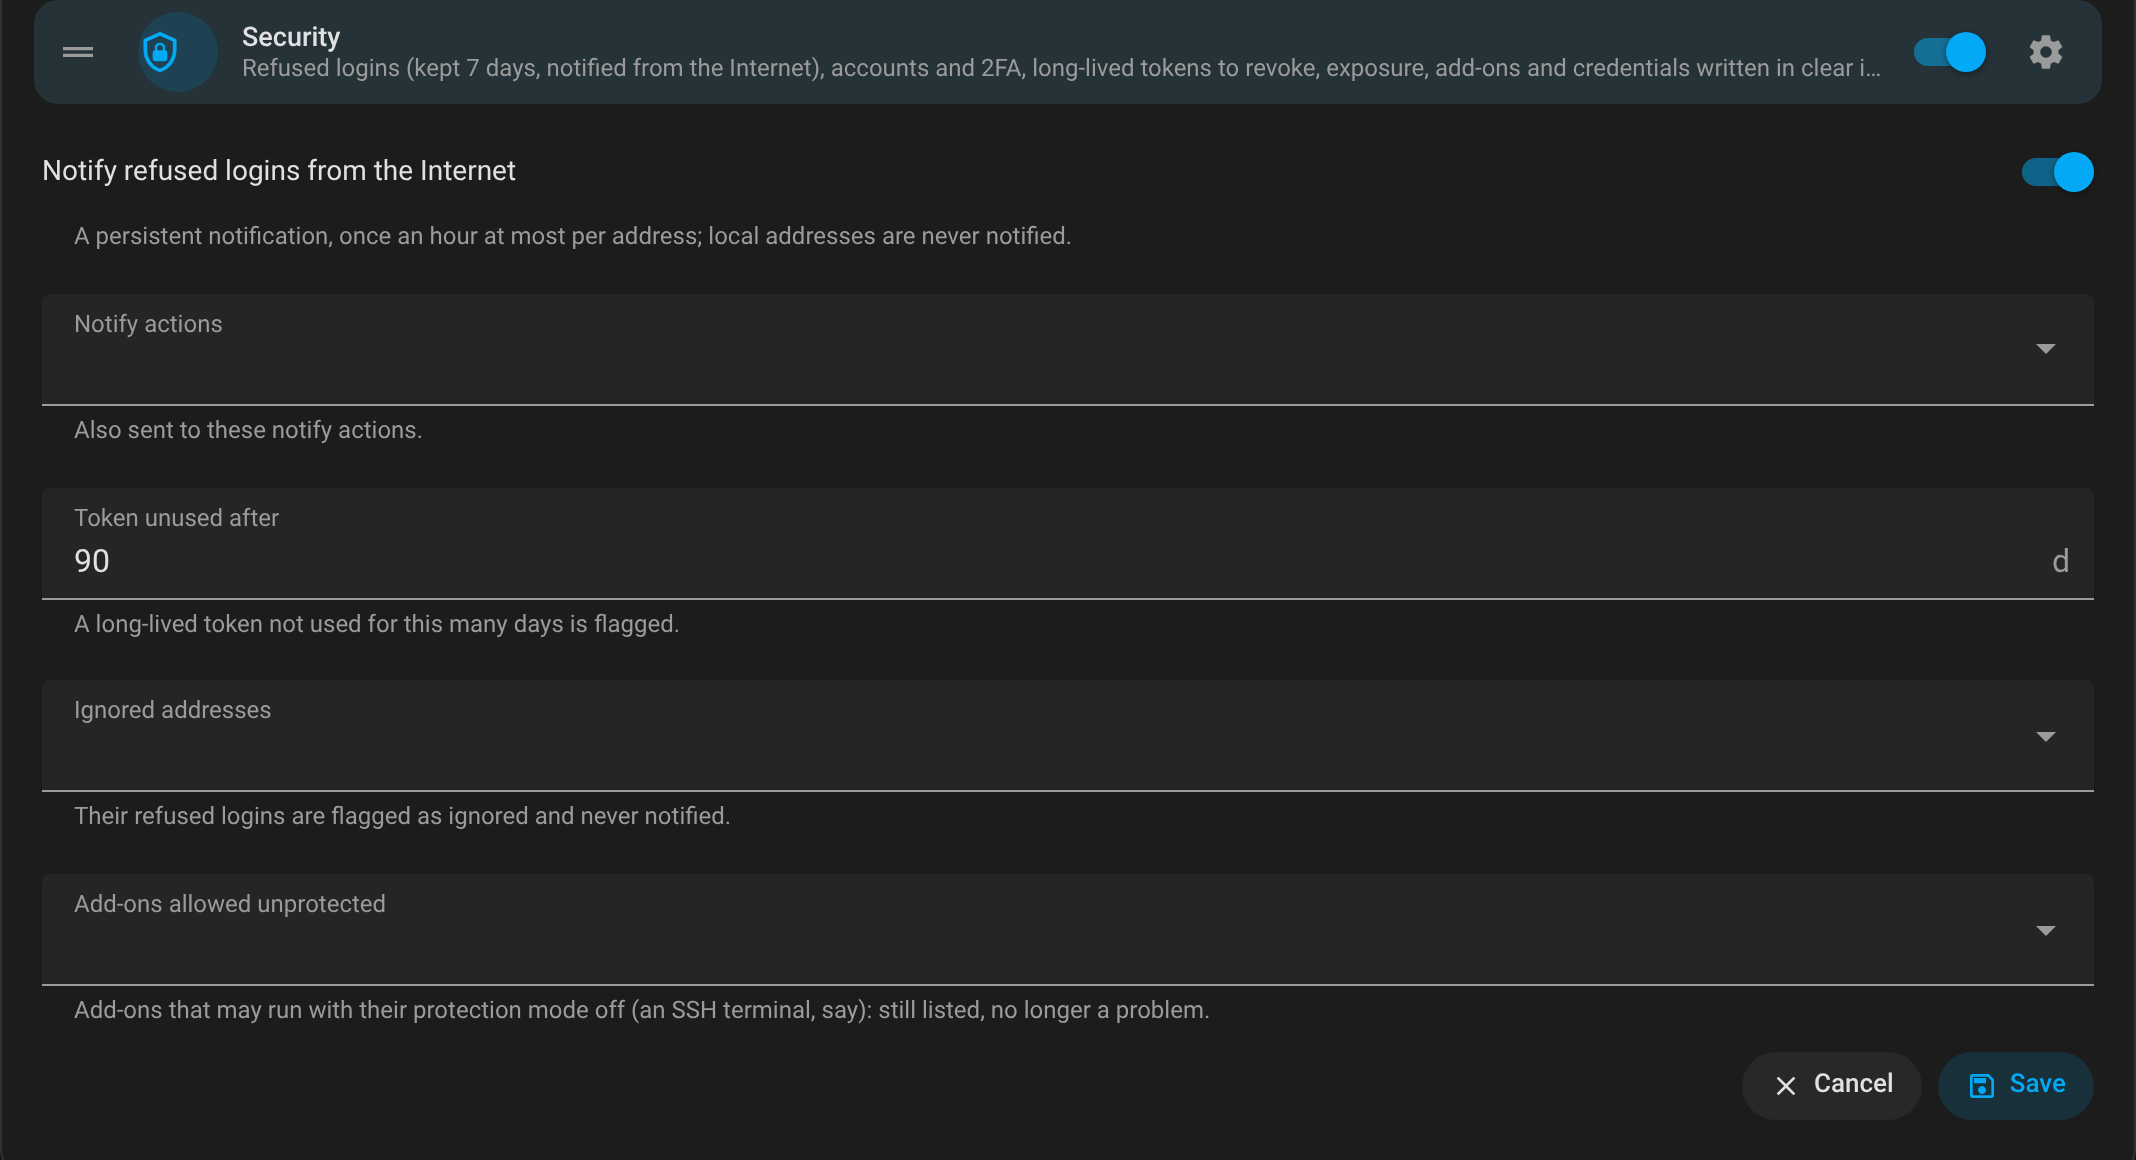 Security
Refused logins (kept 7 days, notified from the Internet), accounts and 2FA, long-lived tokens to revoke, exposure, add-ons and credentials written in clear i...
Notify refused logins from the Internet
A persistent notification, once an hour at most per address; local addresses are never notified.
Notify actions
Also sent to these notify actions.
Token unused after
90 d
A long-lived token not used for this many days is flagged.
Ignored addresses
Their refused logins are flagged as ignored and never notified.
Add-ons allowed unprotected
Add-ons that may run with their protection mode off (an SSH terminal, say): still listed, no longer a problem.
Cancel Save